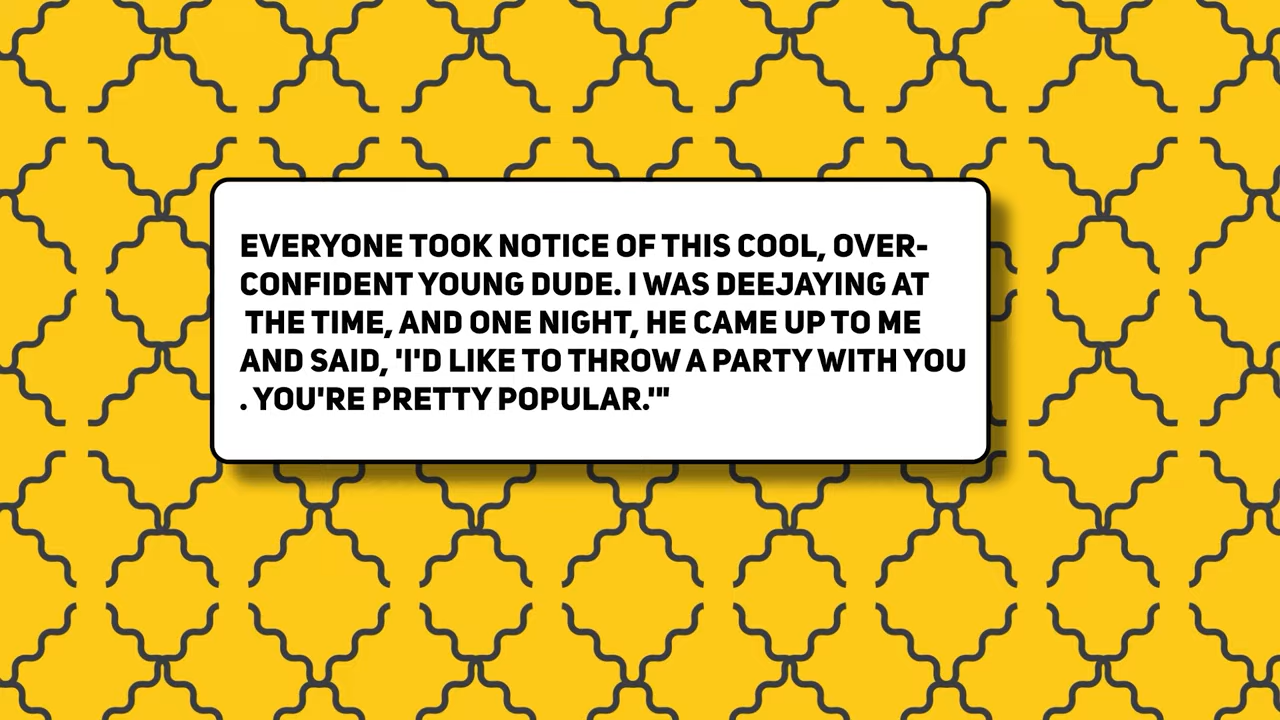 EVERYONE TOOK NOTICE OF THIS COOL, OVER-
CONFIDENT YOUNG DUDE. I WAS DEEJAYING AT
THE TIME, AND ONE NIGHT, HE CAME UP TO ME
AND SAID, 'I'D LIKE TO THROW A PARTY WITH YOU
. YOU'RE PRETTY POPULAR.'"